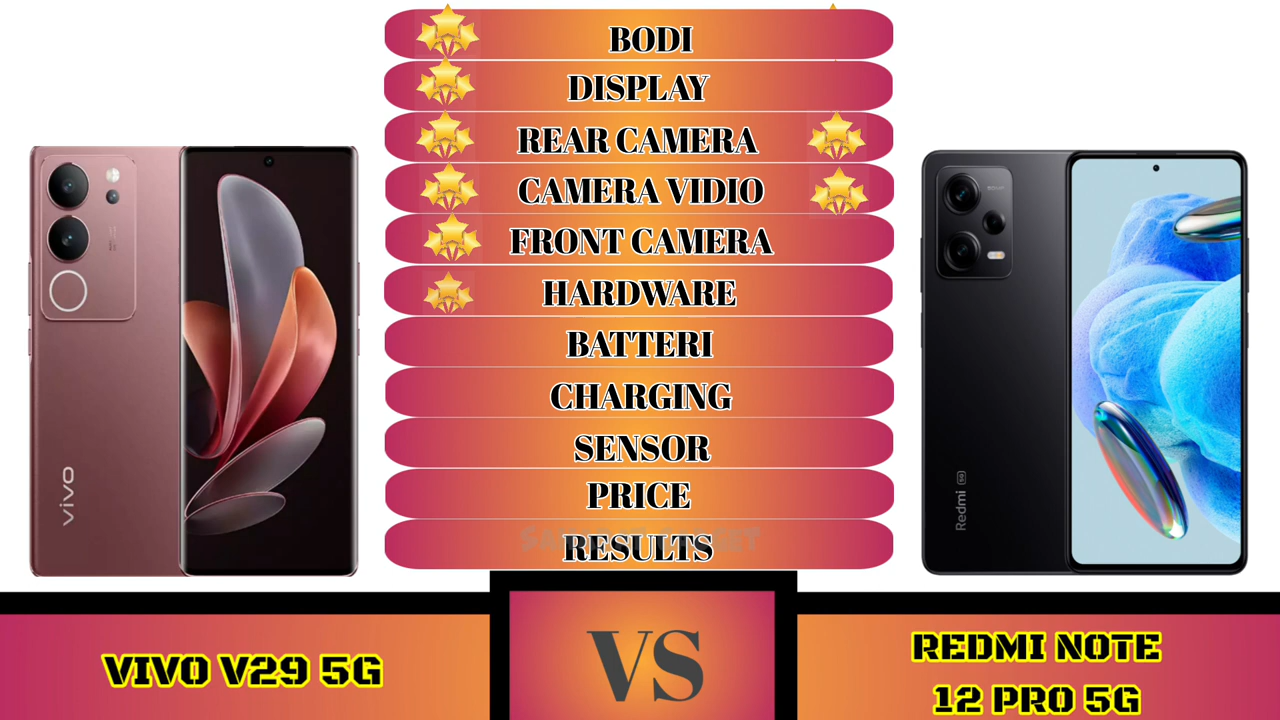 BODI
DISPLAY
REAR CAMERA
CAMERA VIDIO
FRONT CAMERA
HARDWARE
BATTERI
CHARGING
SENSOR
PRICE
RESULTS
vivo
Redmi 5G
VIVO V29 5G
VS
REDMI NOTE
12 PRO 5G